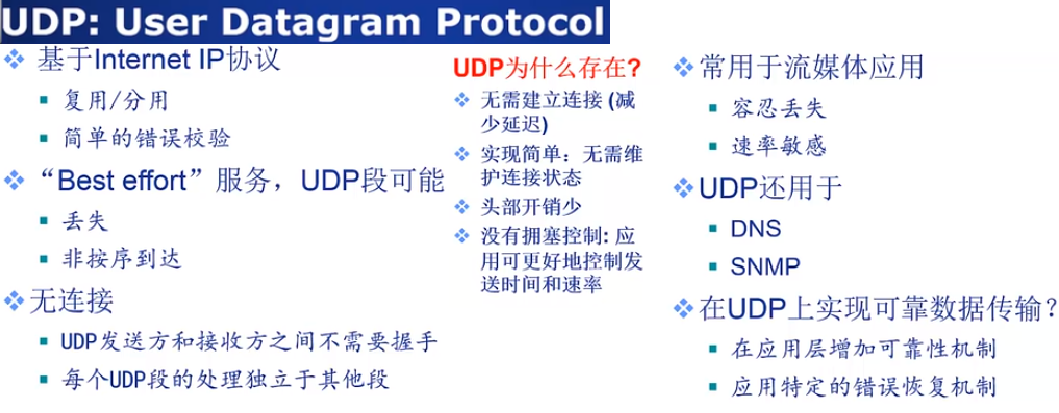 UDP: User Datagram Protocol
基于Internet IP协议
复用/分用
简单的错误校验
“Best effort”服务，UDP段可能
丢失
非按序到达
无连接
UDP发送方和接收方之间不需要握手
每个UDP段的处理独立于其他段
UDP为什么存在?
无需建立连接 (减
少延迟)
实现简单：无需维
护连接状态
头部开销少
没有拥塞控制: 应
用可更好地控制发
送时间和速率
常用于流媒体应用
容忍丢失
速率敏感
UDP还用于
DNS
SNMP
在UDP上实现可靠数据传输？
在应用层增加可靠性机制
应用特定的错误恢复机制